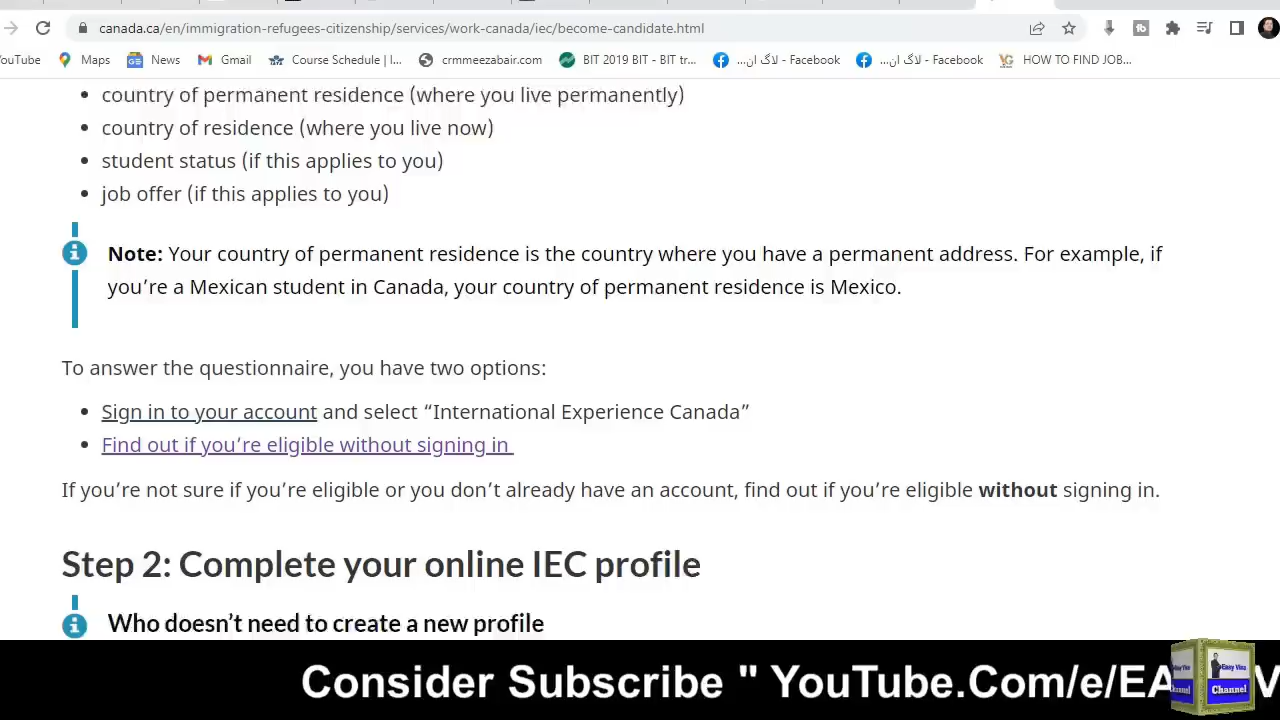 canada.ca/en/immigration-refugees-citizenship/services/work-canada/iec/become-candidate.html
YouTube Maps News Gmail Course Schedule | I... crmmeezabair.com BIT 2019 BIT - BIT tr... ...لاگ ان - Facebook ...لاگ ان - Facebook HOW TO FIND JOB...
country of permanent residence (where you live permanently)
country of residence (where you live now)
student status (if this applies to you)
job offer (if this applies to you)
Note: Your country of permanent residence is the country where you have a permanent address. For example, if
you’re a Mexican student in Canada, your country of permanent residence is Mexico.
To answer the questionnaire, you have two options:
Sign in to your account and select “International Experience Canada”
Find out if you’re eligible without signing in
If you’re not sure if you’re eligible or you don’t already have an account, find out if you’re eligible without signing in.
Step 2: Complete your online IEC profile
Who doesn’t need to create a new profile
Consider Subscribe " YouTube.Com/e/EA
Easy Visa
Channel